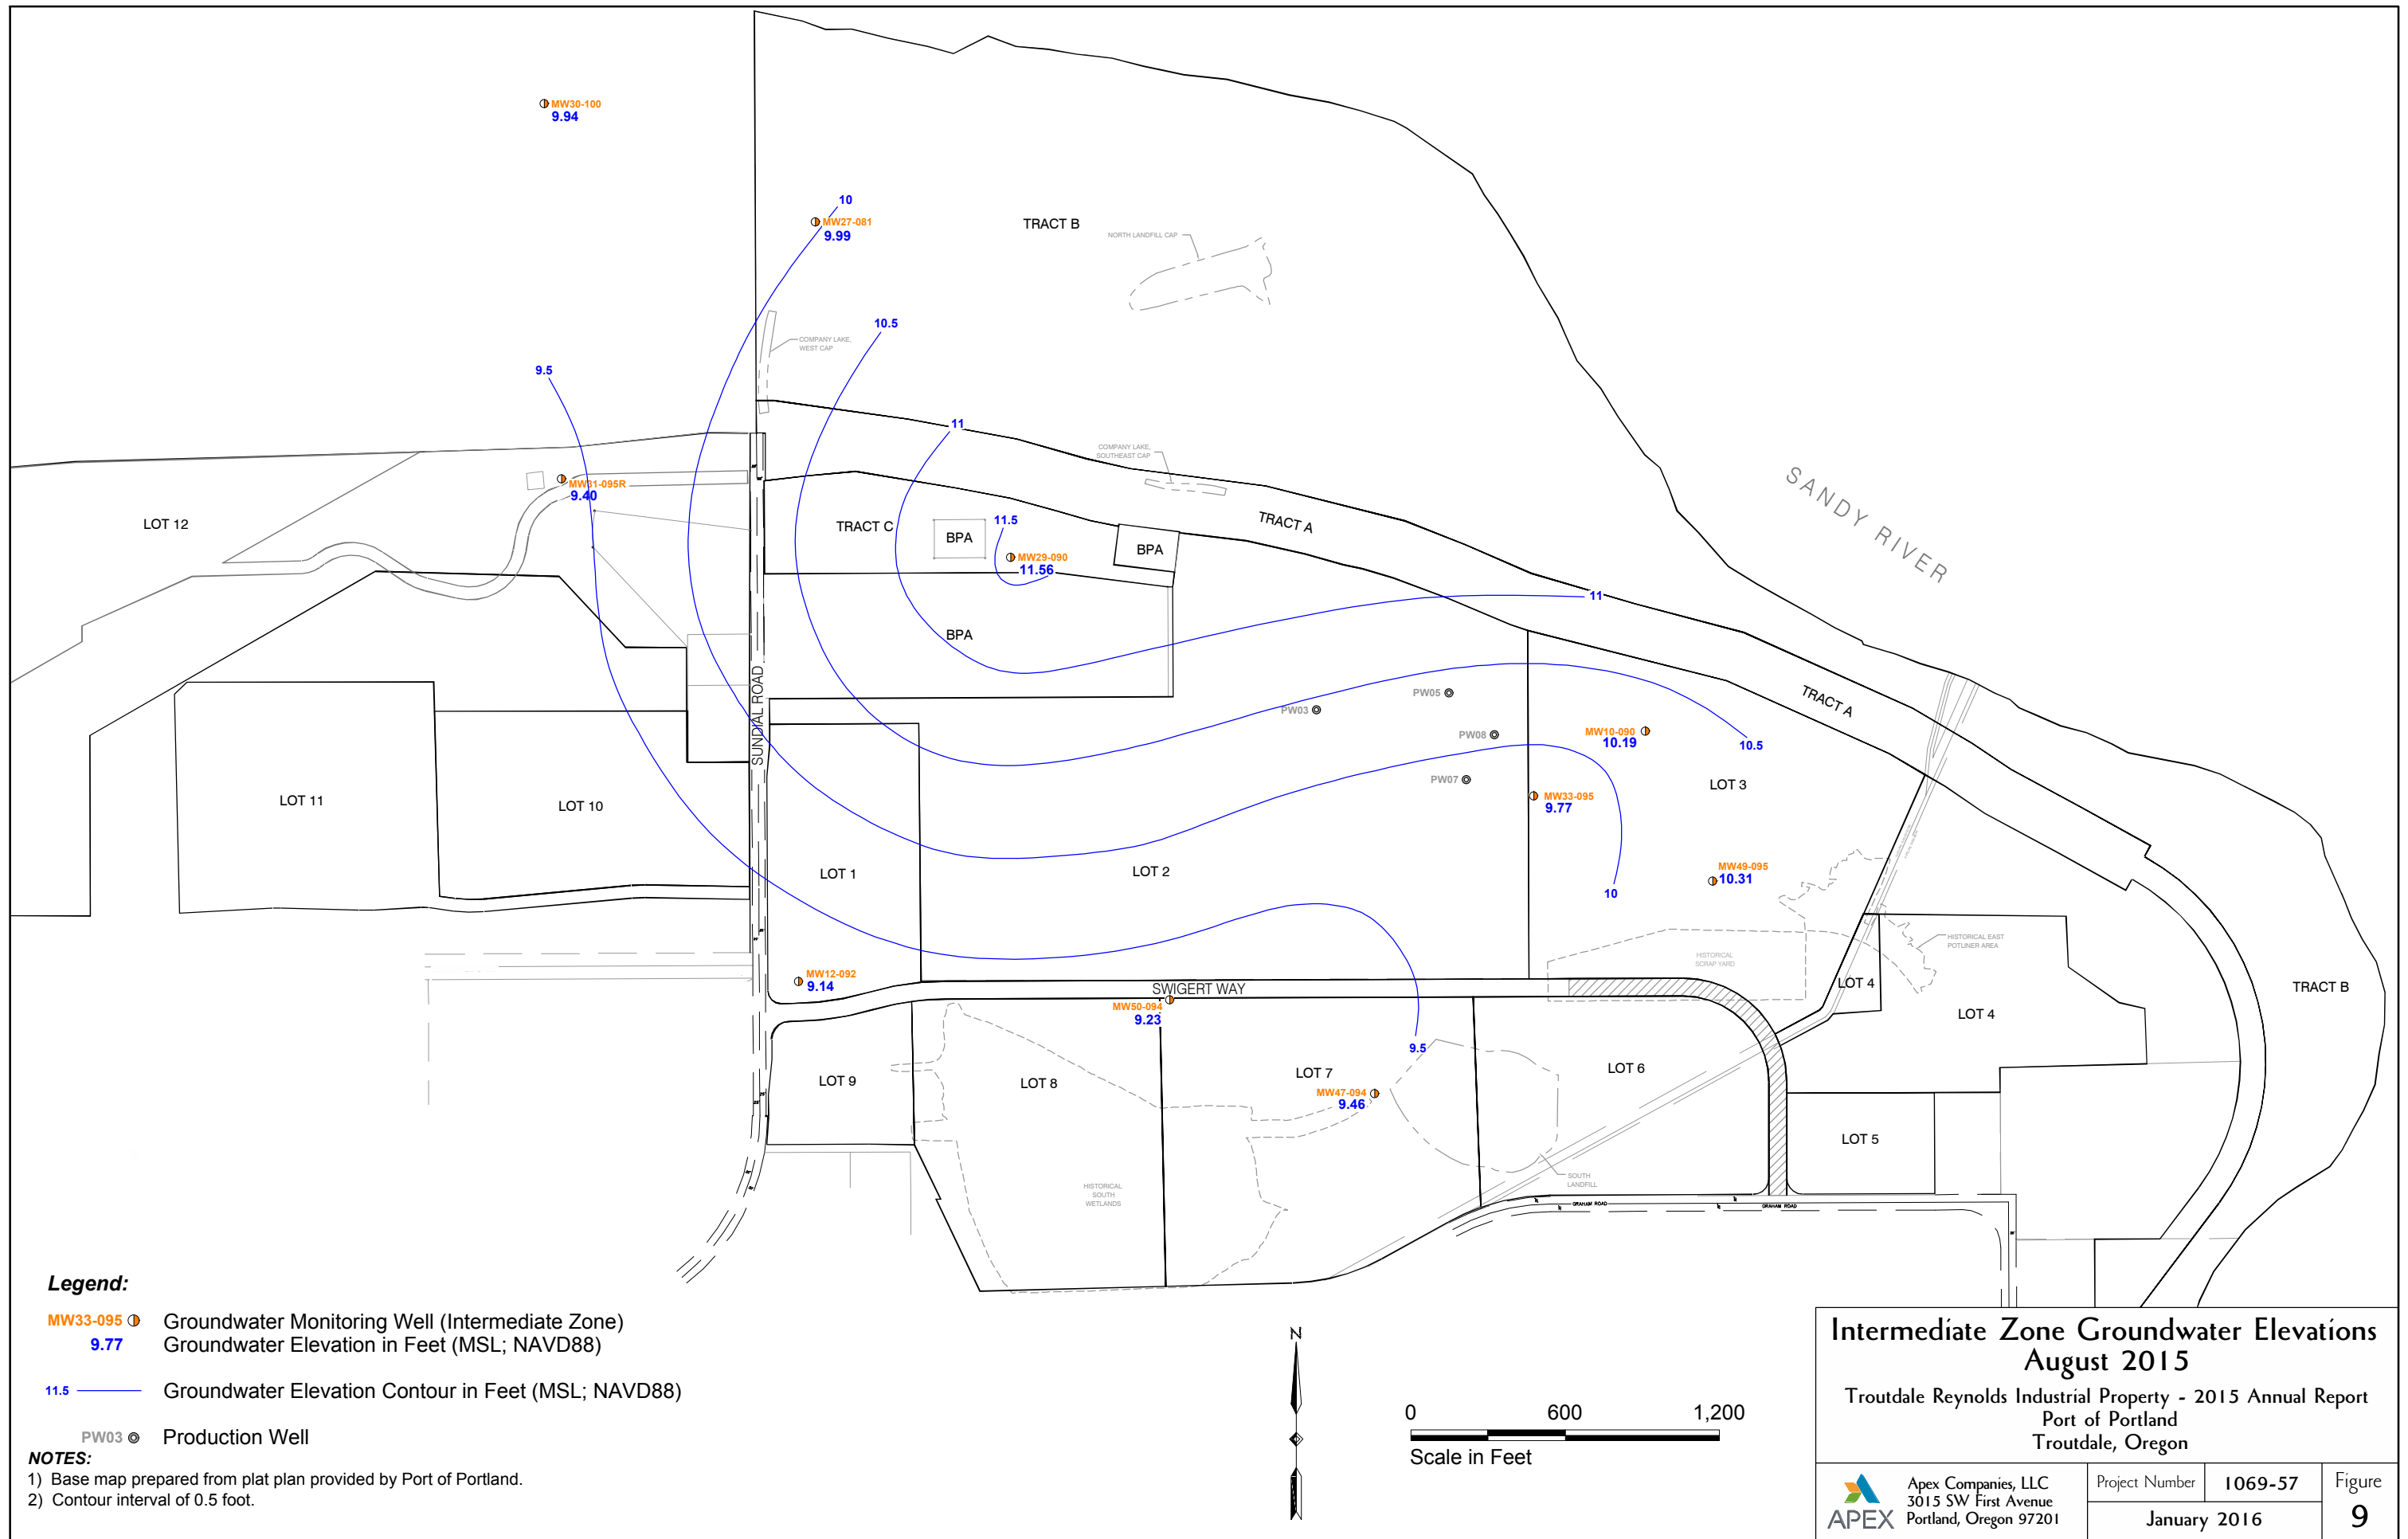 MW30-100
9.94
10
MW27-081
9.99
TRACT B
NORTH LANDFILL CAP
10.5
COMPANY LAKE,
WEST CAP
9.5
11
COMPANY LAKE,
SOUTHEAST CAP
SANDY RIVER
MW31-095R
9.40
LOT 12
TRACT C
BPA
11.5
MW29-090
11.56
BPA
TRACT A
BPA
11
SUNDIAL ROAD
PW05
PW03
PW08
PW07
TRACT A
MW10-090
10.19
10.5
LOT 3
MW33-095
9.77
LOT 11
LOT 10
LOT 1
LOT 2
MW49-095
10.31
10
HISTORICAL
SCRAP YARD
HISTORICAL EAST
POTLINER AREA
MW12-092
9.14
SWIGERT WAY
MW50-094
9.23
LOT 4
LOT 4
TRACT B
9.5
LOT 9
LOT 8
LOT 7
LOT 6
MW47-094
9.46
LOT 5
HISTORICAL
SOUTH
WETLANDS
SOUTH
LANDFILL
GRAHAM ROAD
GRAHAM ROAD
Legend:
MW33-095 Groundwater Monitoring Well (Intermediate Zone)
9.77 Groundwater Elevation in Feet (MSL; NAVD88)
11.5 Groundwater Elevation Contour in Feet (MSL; NAVD88)
PW03 Production Well
NOTES:
1) Base map prepared from plat plan provided by Port of Portland.
2) Contour interval of 0.5 foot.
N
0 600 1,200
Scale in Feet
Intermediate Zone Groundwater Elevations
August 2015
Troutdale Reynolds Industrial Property - 2015 Annual Report
Port of Portland
Troutdale, Oregon
APEX
Apex Companies, LLC
3015 SW First Avenue
Portland, Oregon 97201
Project Number 1069-57
January 2016
Figure
9